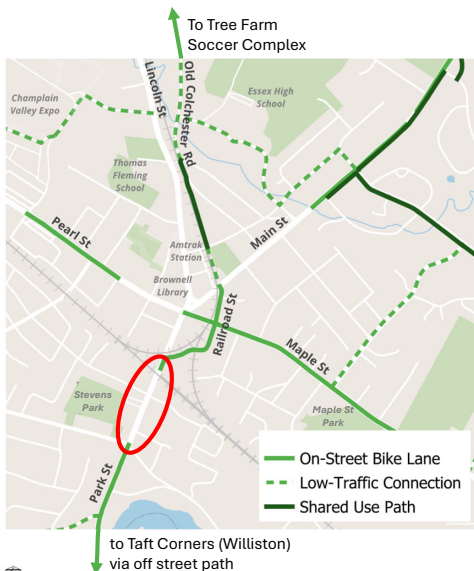 To Tree Farm
Soccer Complex
Lincoln St
Old Colchester Rd
Essex High
School
Champlain
Valley Expo
Thomas
Fleming
School
Pearl St
Main St
Amtrak
Station
Brownell
Library
Railroad St
Maple St
Stevens
Park
Maple St
Park
Park St
On-Street Bike Lane
Low-Traffic Connection
Shared Use Path
to Taft Corners (Williston)
via off street path